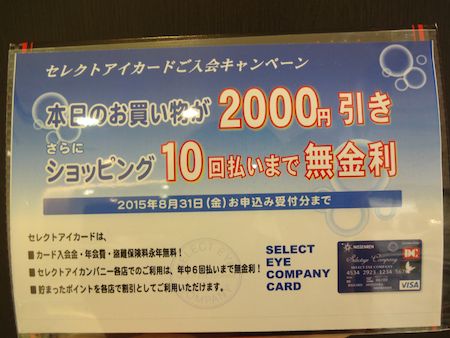 セレクトアイカードご入会キャンペーン
本日のお買い物が 2000円引き
さらに
ショッピング 10回払いまで 無金利
2015年8月31日(金)お申込み受付分まで
セレクトアイカードは、
■カード入会金・年会費・盗難保険料永年無料!
■セレクトアイカンパニー各店でのご利用は、年中6回払いまで無金利!
■貯まったポイントを各店で割引としてご利用いただけます。
SELECT
EYE
COMPANY
CARD
NISSENREN
DC
SELECT EYE COMPANY
VISA